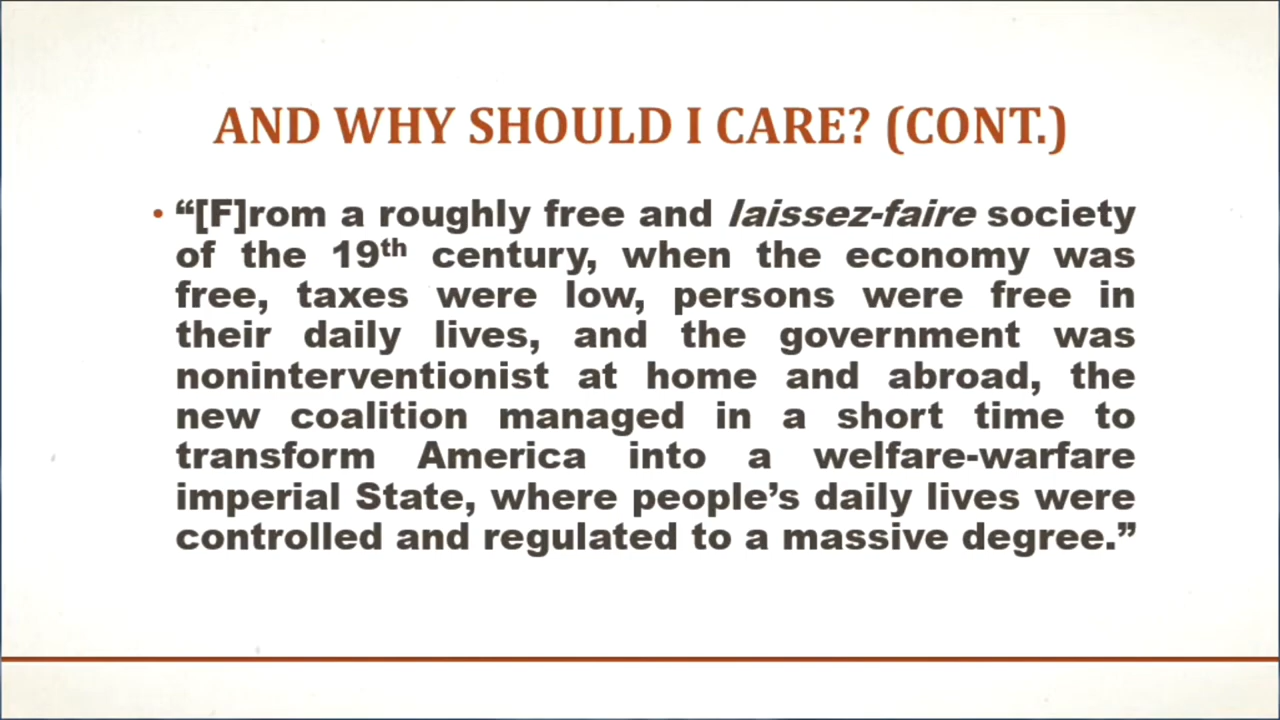 AND WHY SHOULD I CARE? (CONT.)
• “[F]rom a roughly free and laissez-faire society
of the 19th century, when the economy was
free, taxes were low, persons were free in
their daily lives, and the government was
noninterventionist at home and abroad, the
new coalition managed in a short time to
transform America into a welfare-warfare
imperial State, where people’s daily lives were
controlled and regulated to a massive degree.”